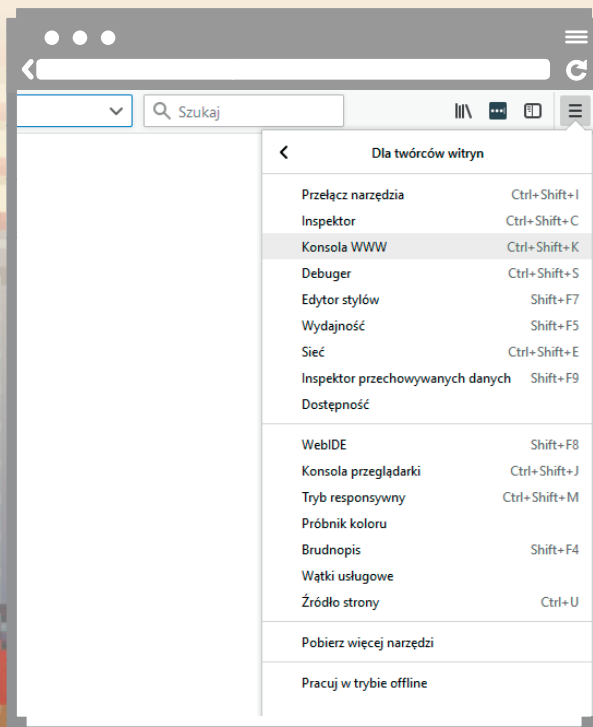 Szukaj
Dla twórców witryn
Przełącz narzędzia Ctrl+Shift+I
Inspektor Ctrl+Shift+C
Konsola WWW Ctrl+Shift+K
Debuger Ctrl+Shift+S
Edytor stylów Shift+F7
Wydajność Shift+F5
Sieć Ctrl+Shift+E
Inspektor przechowywanych danych Shift+F9
Dostępność
WebIDE Shift+F8
Konsola przeglądarki Ctrl+Shift+J
Tryb responsywny Ctrl+Shift+M
Próbnik koloru
Brudnopis Shift+F4
Wątki usługowe
Źródło strony Ctrl+U
Pobierz więcej narzędzi
Pracuj w trybie offline